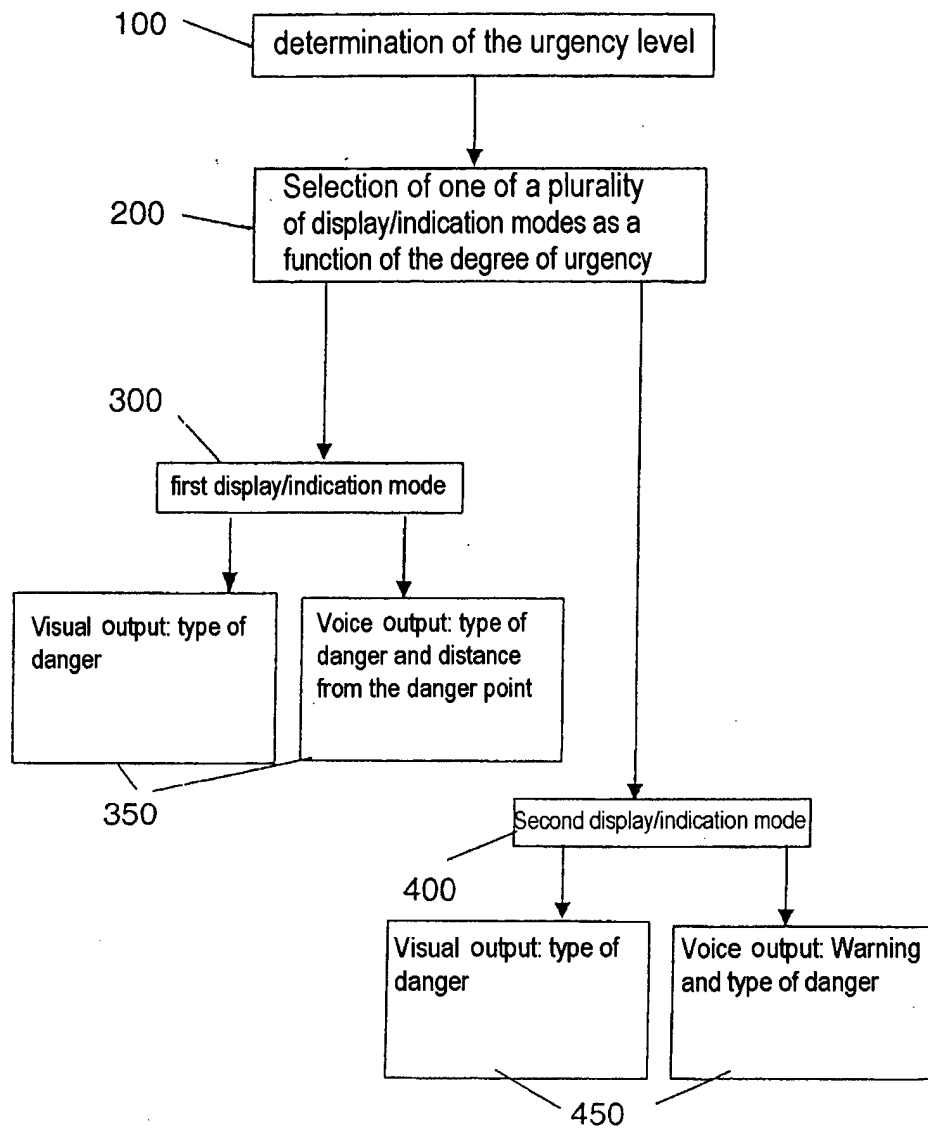 100
determination of the urgency level
200
Selection of one of a plurality
of display/indication modes as a
function of the degree of urgency
300
first display/indication mode
Visual output: type of
danger
Voice output: type of
danger and distance
from the danger point
350
Second display/indication mode
400
Visual output: type of
danger
Voice output: Warning
and type of danger
450